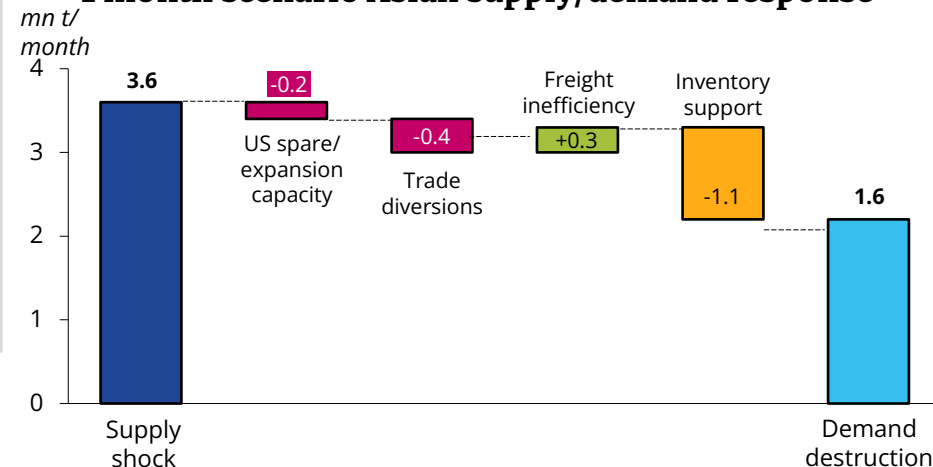 mn t/
month
4
3
2
1
0
3.6
-0.2
US spare/
expansion
capacity
-0.4
Trade
diversions
Freight
inefficiency
+0.3
Inventory
support
-1.1
1.6
Supply
shock
Demand
destruction